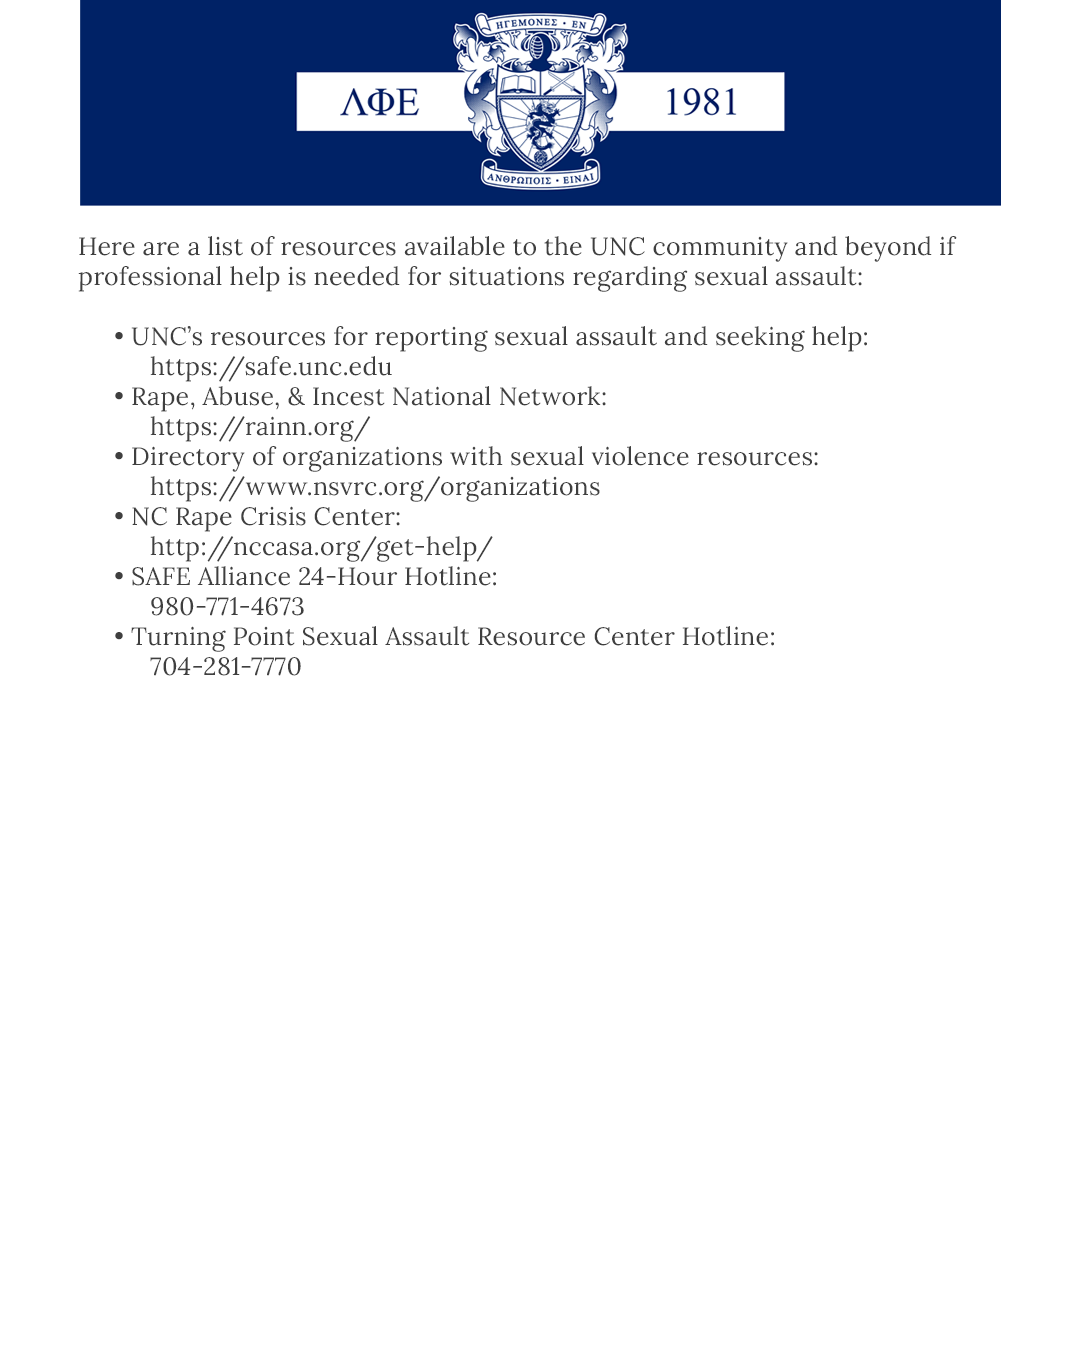 ΗΓΕΜΟΝΕΣ • ΕΝ
ΛΦΕ
1981
ΑΝΘΡΩΠΟΙΣ • ΕΙΝΑΙ
Here are a list of resources available to the UNC community and beyond if
professional help is needed for situations regarding sexual assault:
• UNC’s resources for reporting sexual assault and seeking help:
https://safe.unc.edu
• Rape, Abuse, & Incest National Network:
https://rainn.org/
• Directory of organizations with sexual violence resources:
https://www.nsvrc.org/organizations
• NC Rape Crisis Center:
http://nccasa.org/get-help/
• SAFE Alliance 24-Hour Hotline:
980-771-4673
• Turning Point Sexual Assault Resource Center Hotline:
704-281-7770